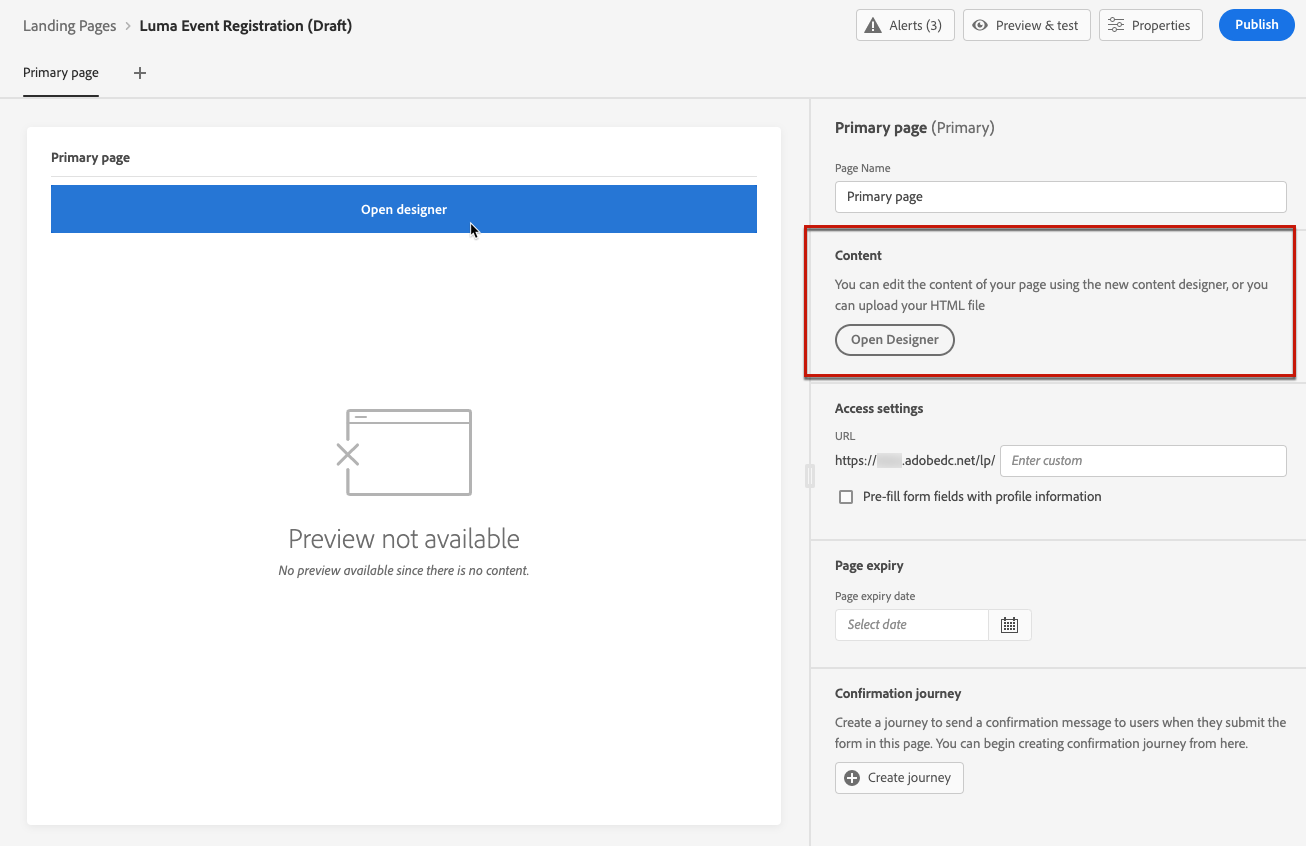 Landing Pages > Luma Event Registration (Draft)
Alerts (3)
Preview & test
Properties
Publish
Primary page
Primary page
Open designer
Preview not available
No preview available since there is no content.
Primary page (Primary)
Page Name
Primary page
Content
You can edit the content of your page using the new content designer, or you
can upload your HTML file
Open Designer
Access settings
URL
https:// .adobedc.net/lp/ Enter custom
Pre-fill form fields with profile information
Page expiry
Page expiry date
Select date
Confirmation journey
Create a journey to send a confirmation message to users when they submit the
form in this page. You can begin creating confirmation journey from here.
Create journey